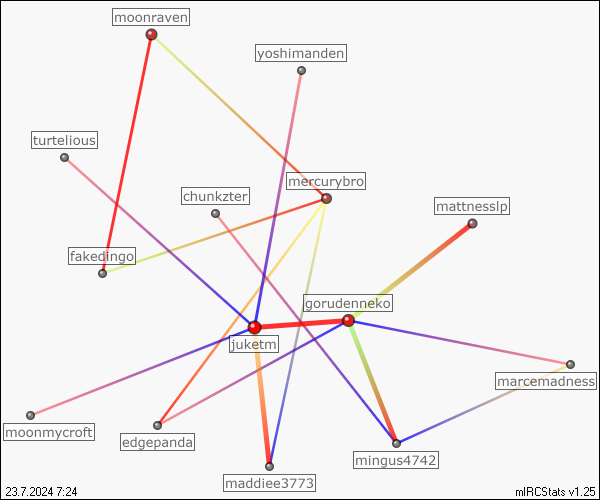 moonraven
yoshimanden
turtelious
mercurybro
chunkzter
mattnesslp
fakedingo
gorudenneko
juketm
marcemadness
moonmycroft
edgepanda
mingus4742
maddiee3773
23.7.2024 7:24
mIRCStats v1.25